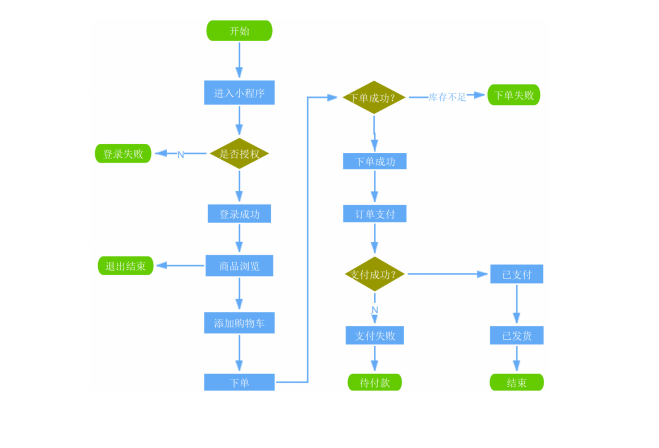 开始
进入小程序
是否授权
N
登录失败
登录成功
商品浏览
退出结束
添加购物车
下单
下单成功?
库存不足
下单失败
下单成功
订单支付
支付成功?
已支付
N
支付失败
已发货
待付款
结束